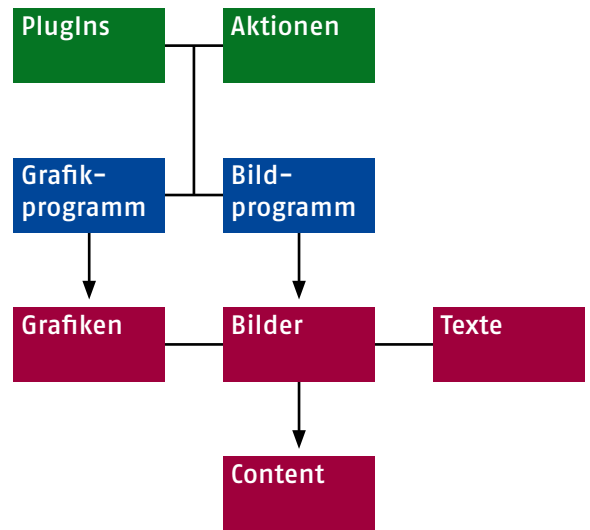 PlugIns
Aktionen
Grafik-
programm
Bild-
programm
Grafiken
Bilder
Texte
Content